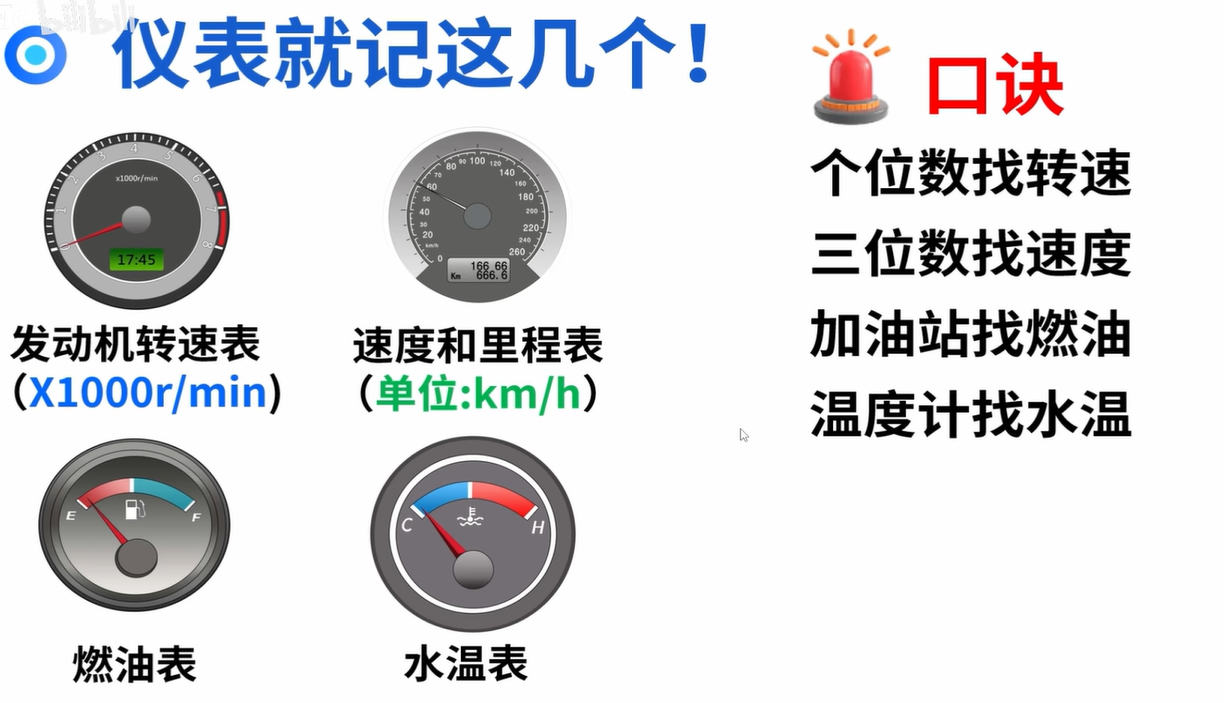 bilibili
仪表就记这几个！
口诀
个位数找转速
三位数找速度
加油站找燃油
温度计找水温
0 1 2 3 4 5 6 7 8
x1000r/min
17:45
0 20 30 40 50 60 70 80 90 100 120 140 160 180 200 220 240 260
km/h
166 66
Km 666.6
发动机转速表
（X1000r/min)
速度和里程表
（单位:km/h）
E F
C H
燃油表
水温表